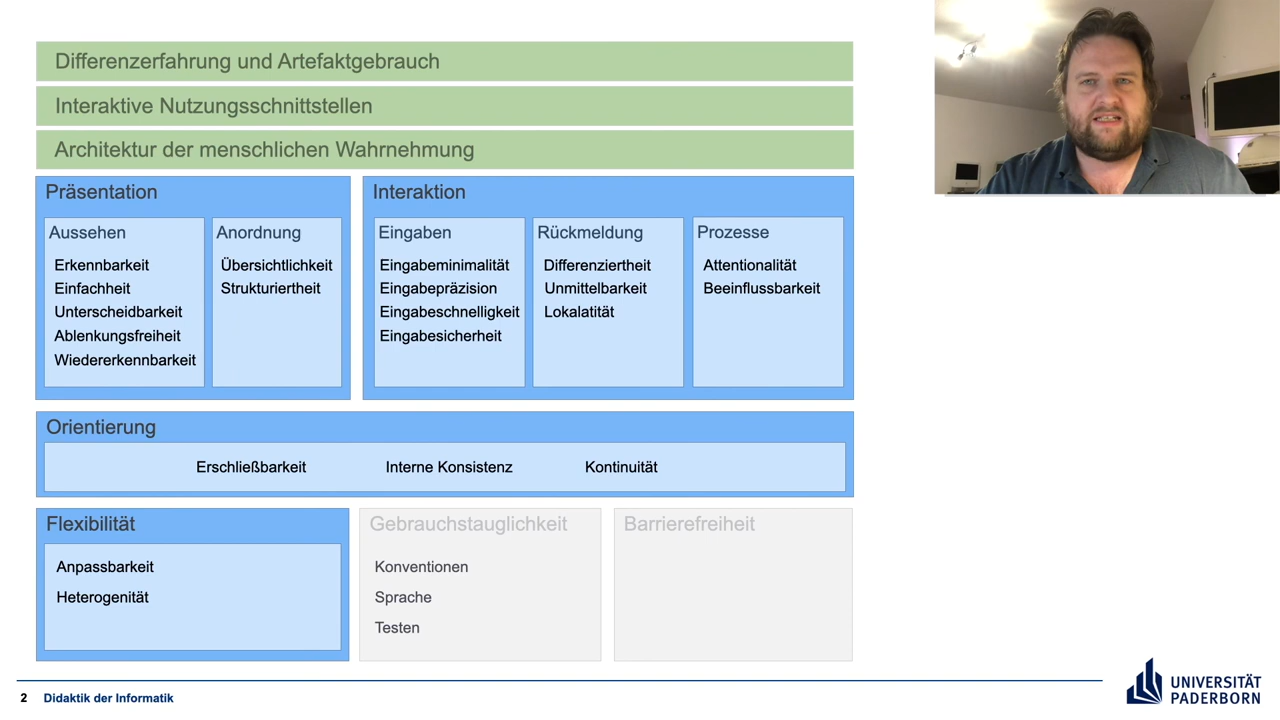 Differenzerfahrung und Artefaktgebrauch
Interaktive Nutzungsschnittstellen
Architektur der menschlichen Wahrnehmung
Präsentation
Aussehen
Erkennbarkeit
Einfachheit
Unterscheidbarkeit
Ablenkungsfreiheit
Wiedererkennbarkeit
Anordnung
Übersichtlichkeit
Strukturiertheit
Interaktion
Eingaben
Eingabeminimalität
Eingabepräzision
Eingabeschnelligkeit
Eingabesicherheit
Rückmeldung
Differenziertheit
Unmittelbarkeit
Lokalatität
Prozesse
Attentionalität
Beeinflussbarkeit
Orientierung
Erschließbarkeit Interne Konsistenz Kontinuität
Flexibilität
Anpassbarkeit
Heterogenität
Gebrauchstauglichkeit
Konventionen
Sprache
Testen
Barrierefreiheit
2 Didaktik der Informatik
UNIVERSITÄT
PADERBORN